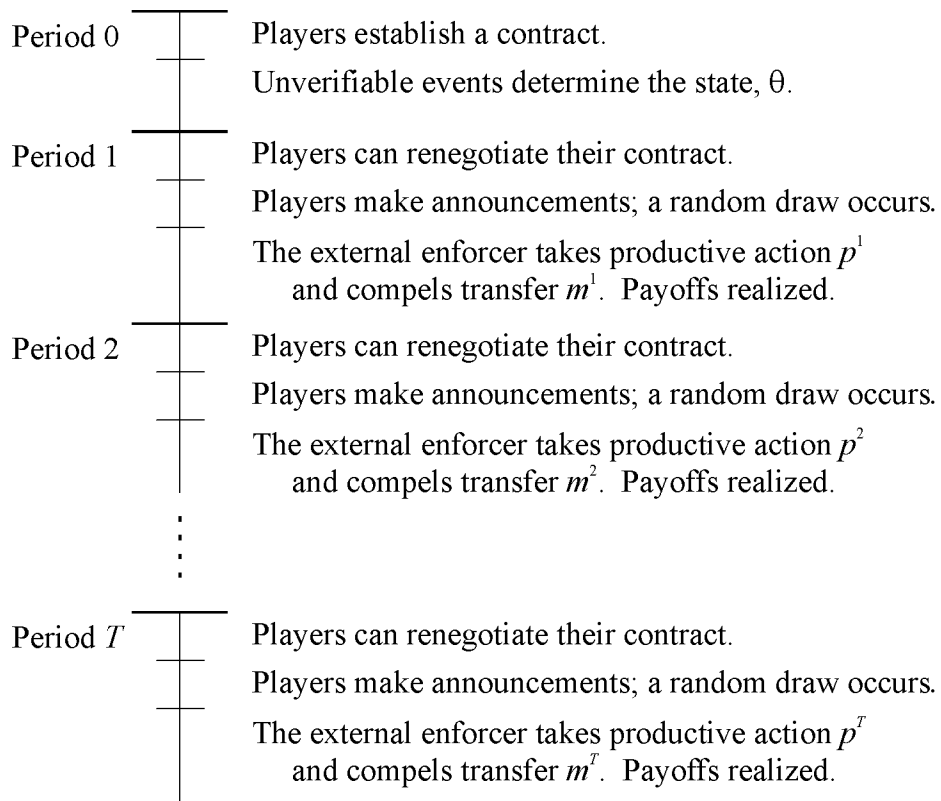 Period 0
Players establish a contract.
Unverifiable events determine the state, θ.
Period 1
Players can renegotiate their contract.
Players make announcements; a random draw occurs.
The external enforcer takes productive action p¹
and compels transfer m¹. Payoffs realized.
Period 2
Players can renegotiate their contract.
Players make announcements; a random draw occurs.
The external enforcer takes productive action p²
and compels transfer m². Payoffs realized.
Period T
Players can renegotiate their contract.
Players make announcements; a random draw occurs.
The external enforcer takes productive action pᵀ
and compels transfer mᵀ. Payoffs realized.